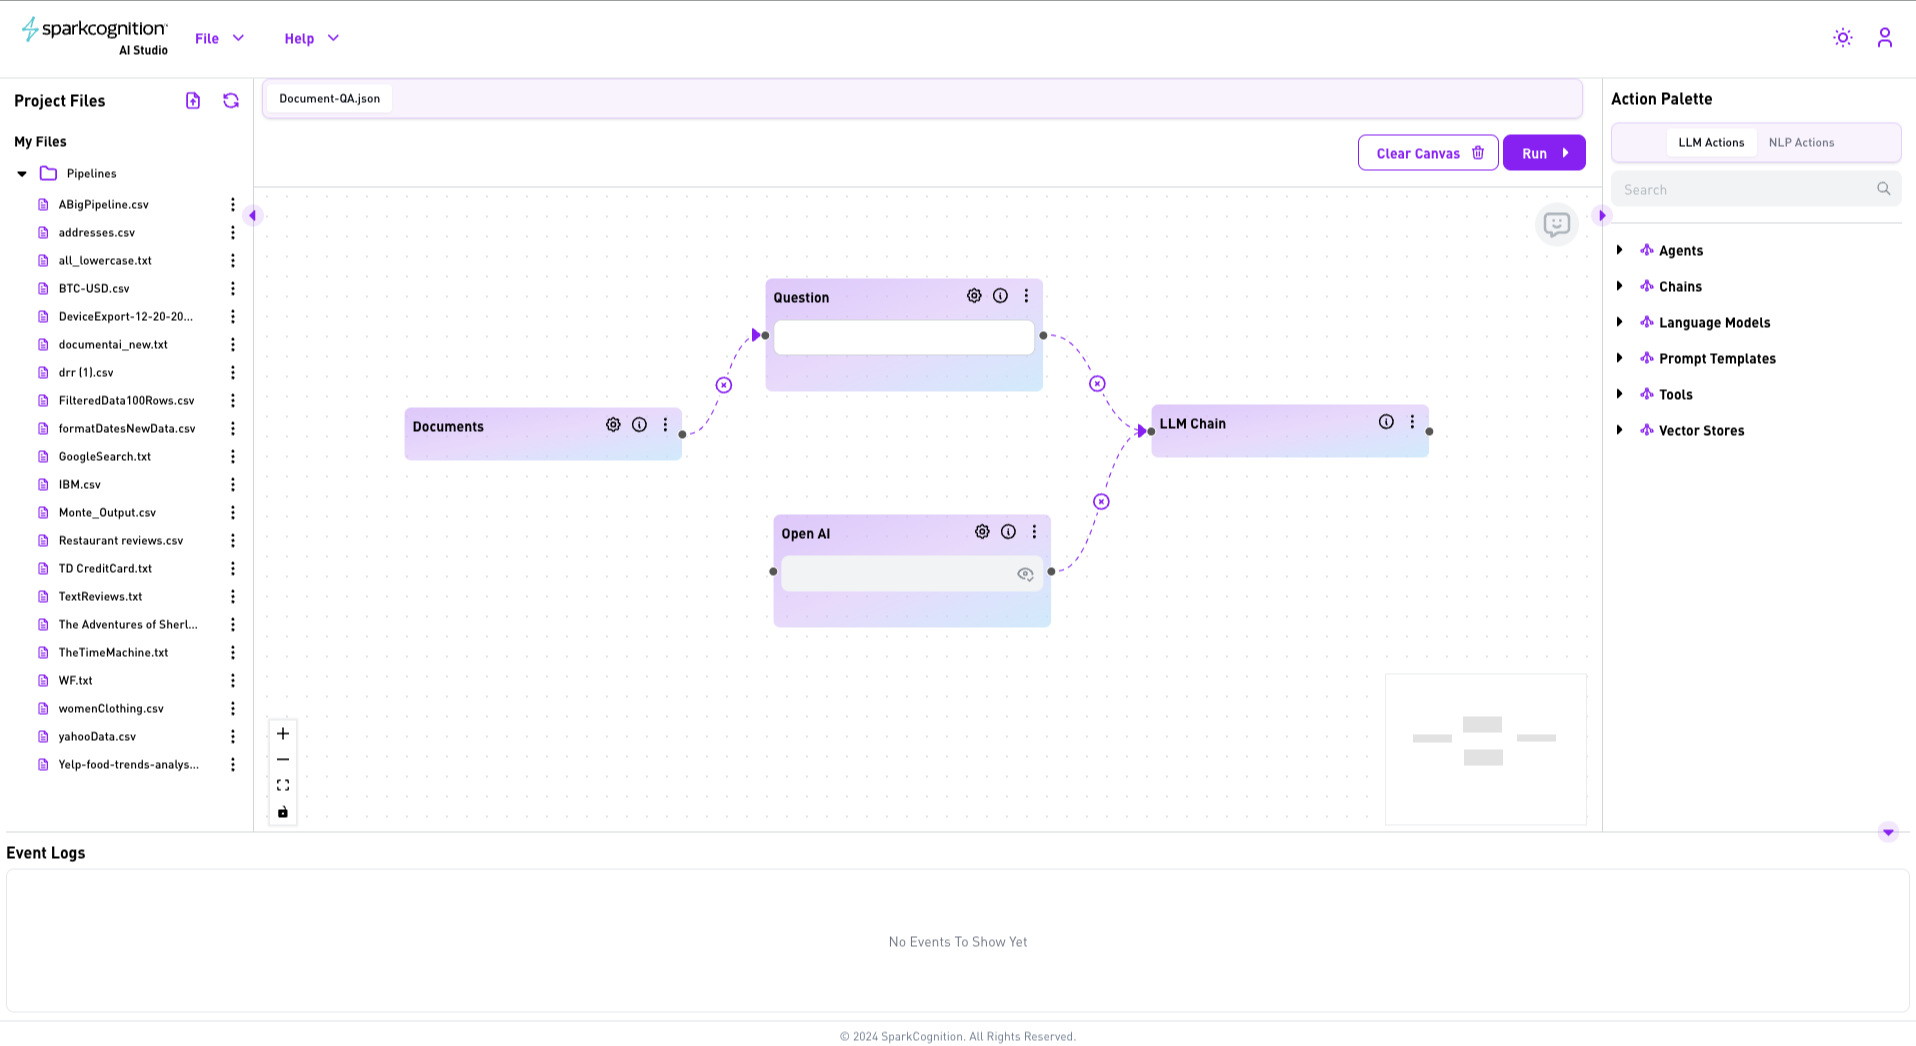 sparkcognition
AI Studio
File
Help
Project Files
My Files
Pipelines
ABigPipeline.csv
addresses.csv
all_lowercase.txt
BTC-USD.csv
DeviceExport-12-20-20...
documentai_new.txt
drr (1).csv
FilteredData100Rows.csv
formatDatesNewData.csv
GoogleSearch.txt
IBM.csv
Monte_Output.csv
Restaurant reviews.csv
TD CreditCard.txt
TextReviews.txt
The Adventures of Sherl...
TheTimeMachine.txt
WF.txt
womenClothing.csv
yahooData.csv
Yelp-food-trends-analys...
Document-QA.json
Clear Canvas
Run
Question
Documents
LLM Chain
Open AI
Action Palette
LLM Actions
NLP Actions
Search
Agents
Chains
Language Models
Prompt Templates
Tools
Vector Stores
Event Logs
No Events To Show Yet
© 2024 SparkCognition. All Rights Reserved.